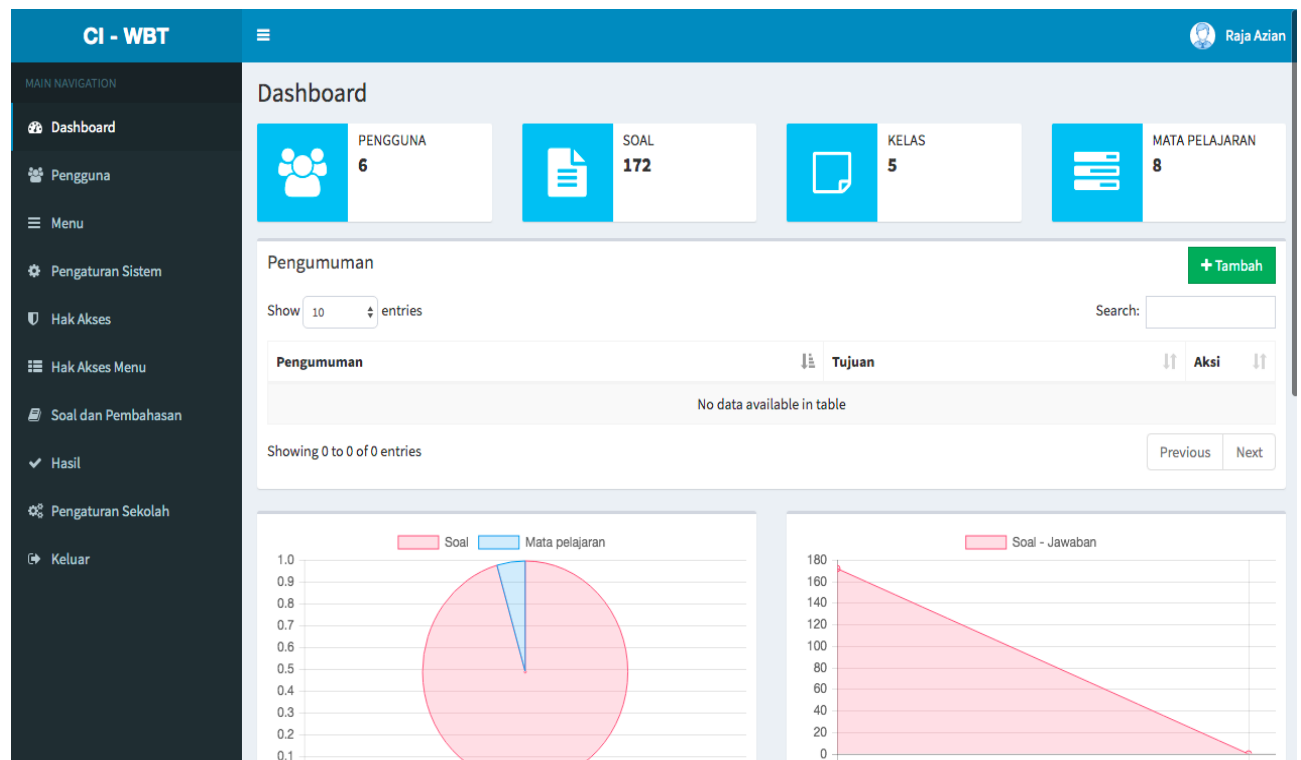 CI - WBT
Raja Azian
MAIN NAVIGATION
Dashboard
Pengguna
Menu
Pengaturan Sistem
Hak Akses
Hak Akses Menu
Soal dan Pembahasan
Hasil
Pengaturan Sekolah
Keluar
Dashboard
PENGGUNA
6
SOAL
172
KELAS
5
MATA PELAJARAN
8
Pengumuman
+ Tambah
Show 10 entries
Search:
Pengumuman Tujuan Aksi
No data available in table
Showing 0 to 0 of 0 entries
Previous Next
Soal Mata pelajaran
1.0
0.9
0.8
0.7
0.6
0.5
0.4
0.3
0.2
0.1
Soal - Jawaban
180
160
140
120
100
80
60
40
20
0